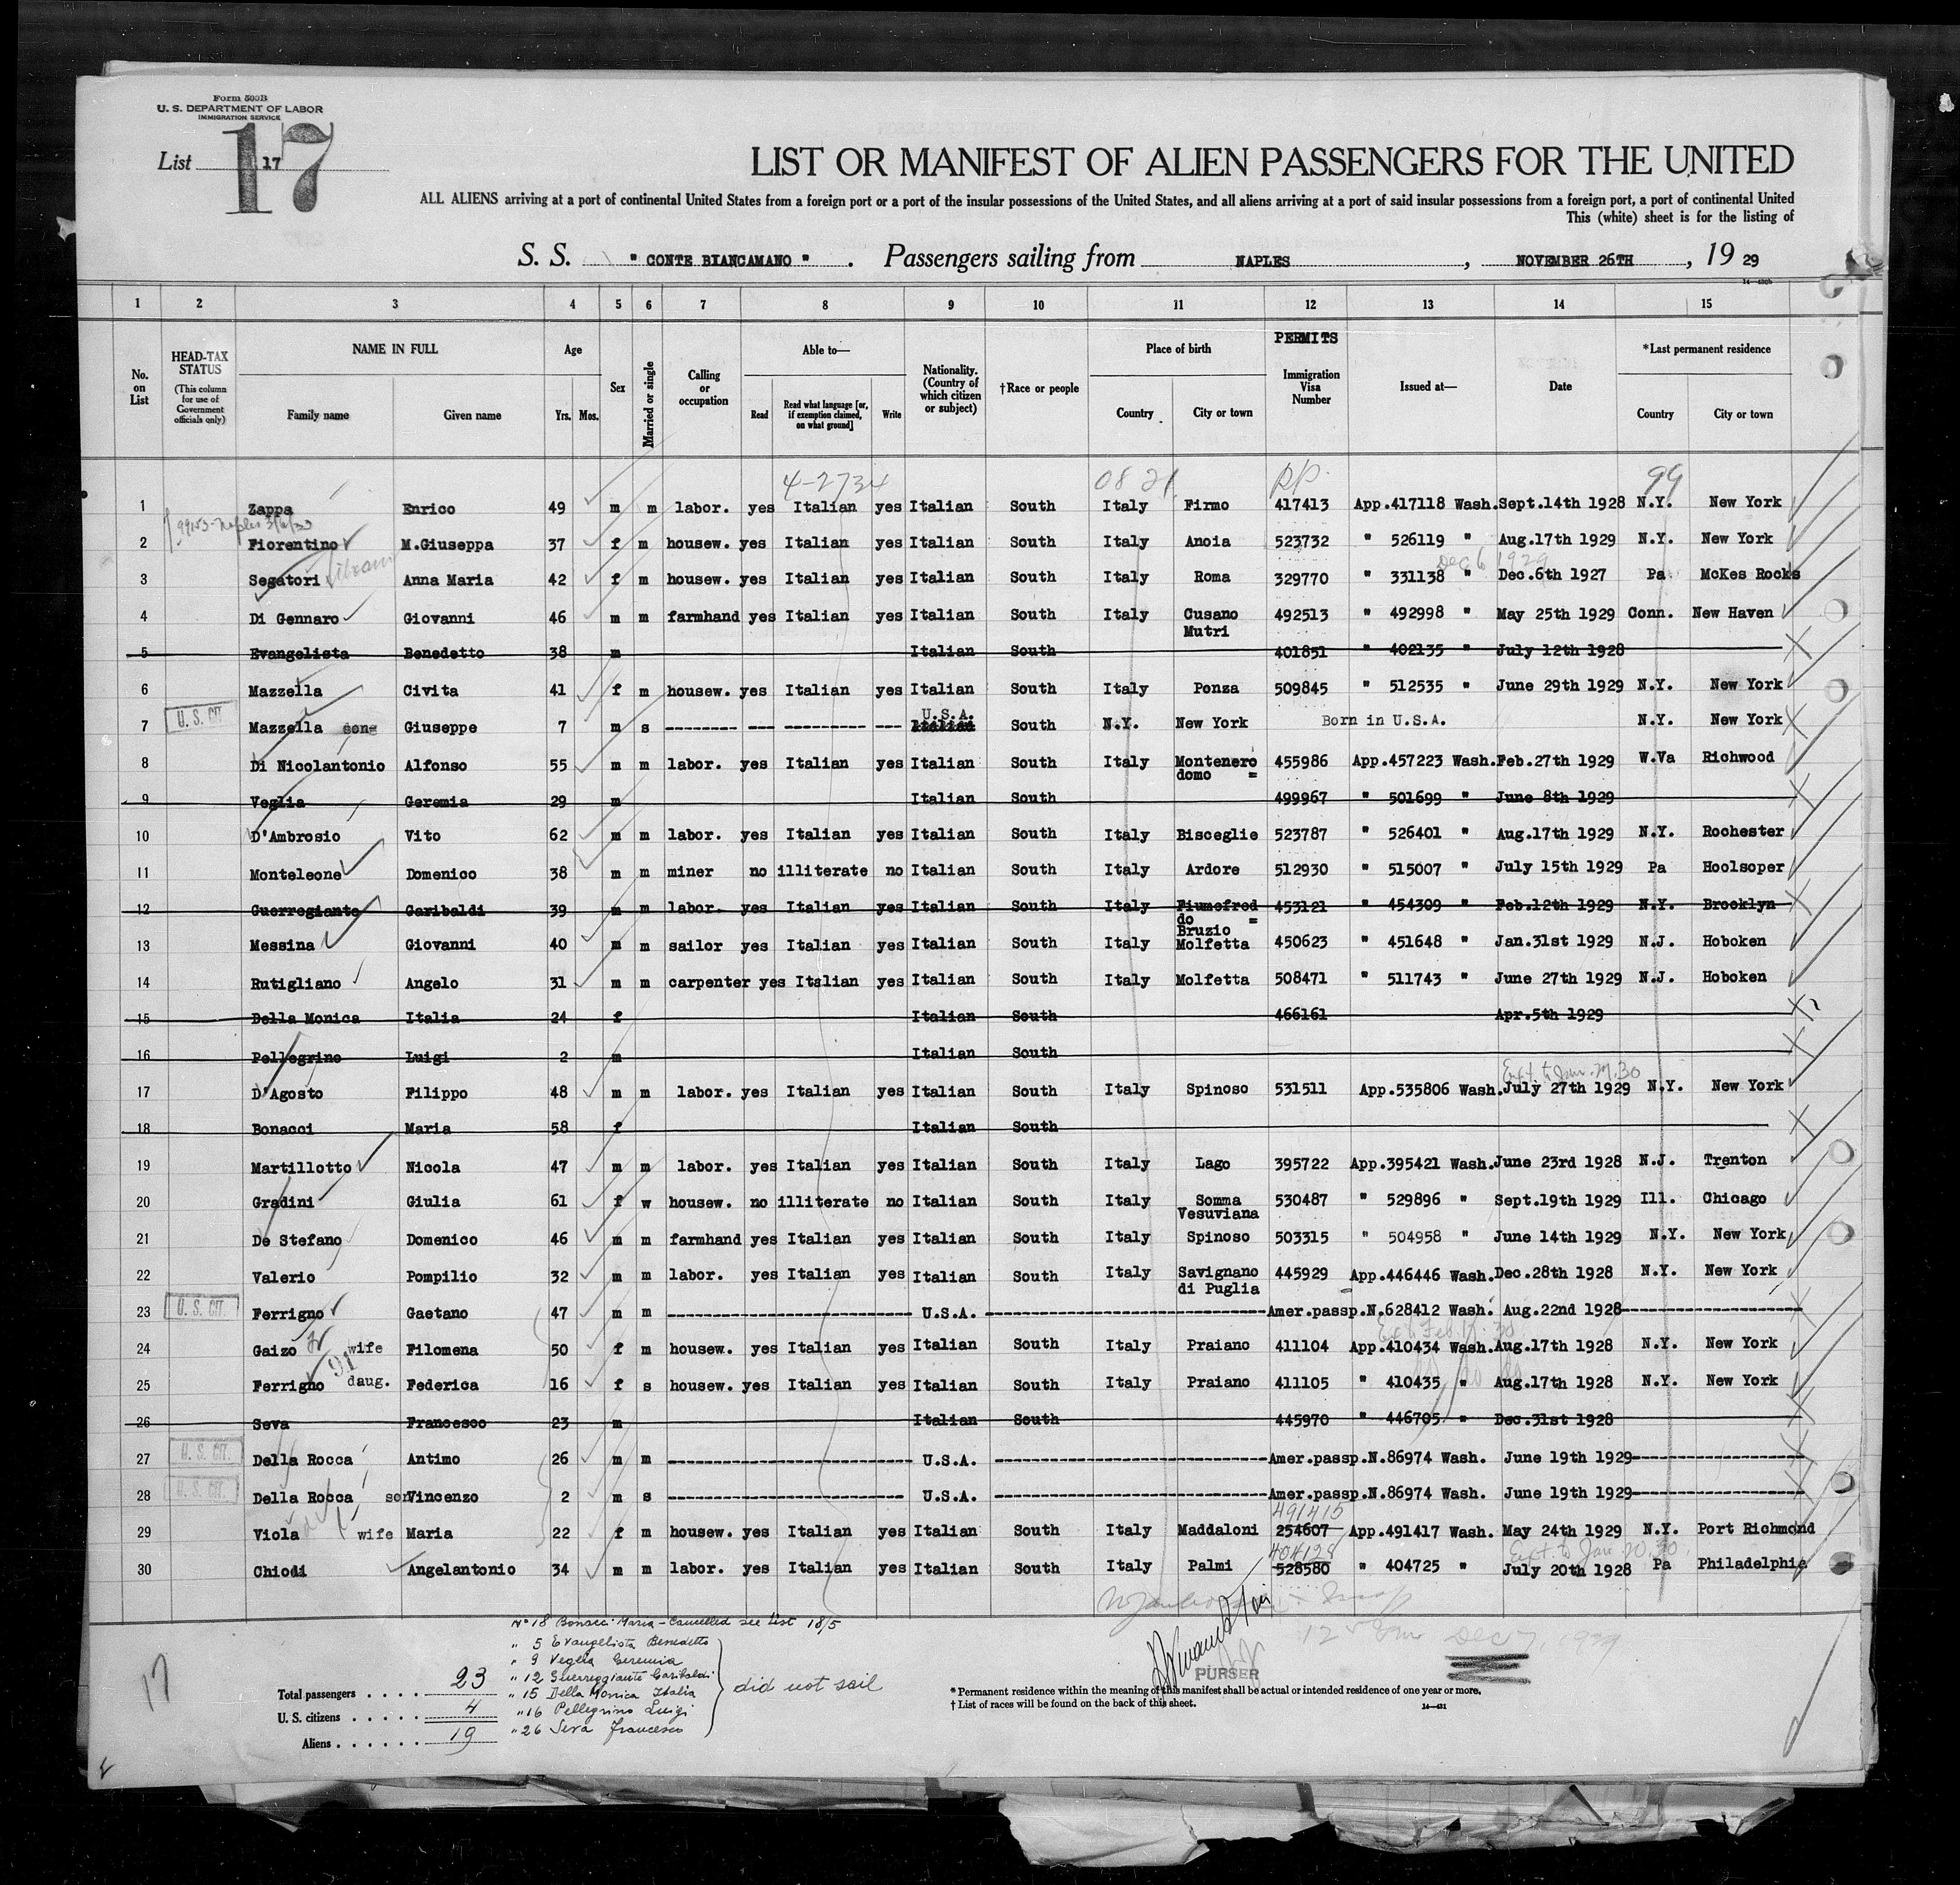 Form 500B
U. S. DEPARTMENT OF LABOR
IMMIGRATION SERVICE
List 17
17
LIST OR MANIFEST OF ALIEN PASSENGERS FOR THE UNITED
ALL ALIENS arriving at a port of continental United States from a foreign port or a port of the insular possessions of the United States, and all aliens arriving at a port of said insular possessions from a foreign port, a port of continental United
This (white) sheet is for the listing of
S. S. " CONTE BIANCAMANO " . Passengers sailing from NAPLES , NOVEMBER 26TH , 19 29
1 2 3 4 5 6 7 8 9 10 11 12 13 14 15
No. on List
HEAD-TAX STATUS (This column for use of Government officials only)
NAME IN FULL Family name Given name
Age Yrs. Mos.
Sex
Married or single
Calling or occupation
Able to— Read Read what language [or, if exemption claimed, on what ground] Write
Nationality. (Country of which citizen or subject)
†Race or people
Place of birth Country City or town
PERMITS
Immigration Visa Number
Issued at—
Date
*Last permanent residence Country City or town
4-2734 99
1 Zappa Enrico 49 m m labor. yes Italian yes Italian South Italy Firmo 417413 App.417118 Wash. Sept.14th 1928 N.Y. New York
2 Fiorentino M.Giuseppa 37 f m housew. yes Italian yes Italian South Italy Anoia 523732 " 526119 " Aug.17th 1929 N.Y. New York
Dec 6 1929
3 Segatori Anna Maria 42 f m housew. yes Italian yes Italian South Italy Roma 329770 " 331138 " Dec.6th 1927 Pa McKes Rocks
4 Di Gennaro Giovanni 46 m m farmhand yes Italian yes Italian South Italy Cusano Mutri 492513 " 492998 " May 25th 1929 Conn. New Haven
5 Evangelista Benedetto 38 m Italian South 401851 " 402135 " July 12th 1928
6 Mazzella Civita 41 f m housew. yes Italian yes Italian South Italy Ponza 509845 " 512535 " June 29th 1929 N.Y. New York
U. S. CIT.
7 Mazzella son= Giuseppe 7 m s -------- --- --------- --- U.S.A. Italian South N.Y. New York Born in U.S.A. N.Y. New York
8 Di Nicolantonio Alfonso 55 m m labor. yes Italian yes Italian South Italy Montenero domo = 455986 App.457223 Wash. Feb.27th 1929 W.Va Richwood
9 Veglia Geremia 29 m Italian South 499967 " 501699 " June 8th 1929
10 D'Ambrosio Vito 62 m m labor. yes Italian yes Italian South Italy Bisceglie 523787 " 526401 " Aug.17th 1929 N.Y. Rochester
11 Monteleone Domenico 38 m m miner no illiterate no Italian South Italy Ardore 512930 " 515007 " July 15th 1929 Pa Hoolsoper
12 Guerregiante Garibaldi 39 m m labor. yes Italian yes Italian South Italy Fiumefred do = Bruzio 453121 " 454309 " Feb.12th 1929 N.Y. Brooklyn
13 Messina Giovanni 40 m m sailor yes Italian yes Italian South Italy Molfetta 450623 " 451648 " Jan.31st 1929 N.J. Hoboken
14 Rutigliano Angelo 31 m m carpenter yes Italian yes Italian South Italy Molfetta 508471 " 511743 " June 27th 1929 N.J. Hoboken
15 Della Monica Italia 24 f Italian South 466161 Apr.5th 1929
16 Pellegrino Luigi 2 m Italian South
17 D'Agosto Filippo 48 m m labor. yes Italian yes Italian South Italy Spinoso 531511 App.535806 Wash. July 27th 1929 N.Y. New York
18 Bonacci Maria 58 f Italian South
19 Martillotto Nicola 47 m m labor. yes Italian yes Italian South Italy Lago 395722 App.395421 Wash. June 23rd 1928 N.J. Trenton
20 Gradini Giulia 61 f w housew. no illiterate no Italian South Italy Somma Vesuviana 530487 " 529896 " Sept.19th 1929 Ill. Chicago
21 De Stefano Domenico 46 m m farmhand yes Italian yes Italian South Italy Spinoso 503315 " 504958 " June 14th 1929 N.Y. New York
22 Valerio Pompilio 32 m m labor. yes Italian yes Italian South Italy Savignano di Puglia 445929 App.446446 Wash. Dec.28th 1928 N.Y. New York
U. S. CIT.
23 Ferrigno Gaetano 47 m m ---------- U.S.A. ---------- Amer.passp.N.628412 Wash. Aug.22nd 1928----------
24 Gaizo wife Filomena 50 f m housew. yes Italian yes Italian South Italy Praiano 411104 App.410434 Wash. Aug.17th 1928 N.Y. New York
25 Ferrigno daug. Federica 16 f s housew. yes Italian yes Italian South Italy Praiano 411105 " 410435 " Aug.17th 1928 N.Y. New York
26 Seva Francesco 23 m Italian South 445970 " 446705 " Dec.31st 1928
U. S. CIT.
27 Della Rocca Antimo 26 m m ---------- U.S.A. ---------- Amer.passp.N.86974 Wash. June 19th 1929----------
U. S. CIT.
28 Della Rocca son Vincenzo 2 m s ---------- U.S.A. ---------- Amer.passp.N.86974 Wash. June 19th 1929----------
491415
29 Viola wife Maria 22 f m housew. yes Italian yes Italian South Italy Maddaloni 254607 App.491417 Wash. May 24th 1929 N.Y. Port Richmond
404128 Ext. to Jan 20.30
30 Chiodi Angelantonio 34 m m labor. yes Italian yes Italian South Italy Palmi 528580 " 404725 " July 20th 1928 Pa Philadelphia
N° 18 Bonacci Maria - Cancelled see List 18/5
" 5 Evangelista Benedetto
" 9 Veglia Geremia
" 12 Guerreggiante Garibaldi
" 15 Della Monica Italia
" 16 Pellegrino Luigi
" 26 Seva Francesco
did not sail
17
Total passengers . . . . 23
U. S. citizens . . . . . 4
Aliens . . . . . . 19
PURSER
Dec 7, 1929
*Permanent residence within the meaning of this manifest shall be actual or intended residence of one year or more.
† List of races will be found on the back of this sheet.
14—431